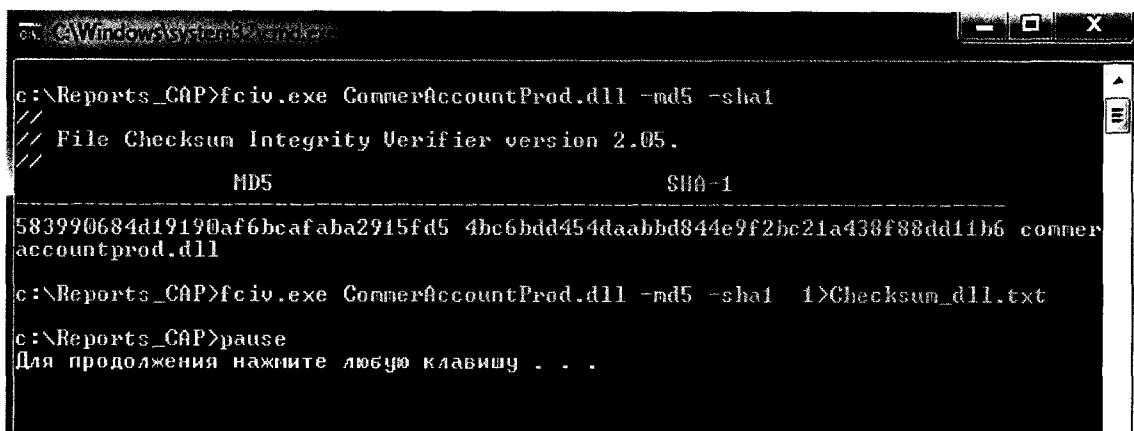 C:\Windows\system32\cmd.exe
c:\Reports_CAP>fciv.exe CommerAccountProd.dll -md5 -sha1
//
// File Checksum Integrity Verifier version 2.05.
//
MD5 SHA-1
-------------------------------------------------------------------------
583990684d19190af6bcafaba2915fd5 4bc6bdd454daabbd844e9f2bc21a438f88dd11b6 commer
accountprod.dll
c:\Reports_CAP>fciv.exe CommerAccountProd.dll -md5 -sha1 1>Checksum_dll.txt
c:\Reports_CAP>pause
Для продолжения нажмите любую клавишу . . .